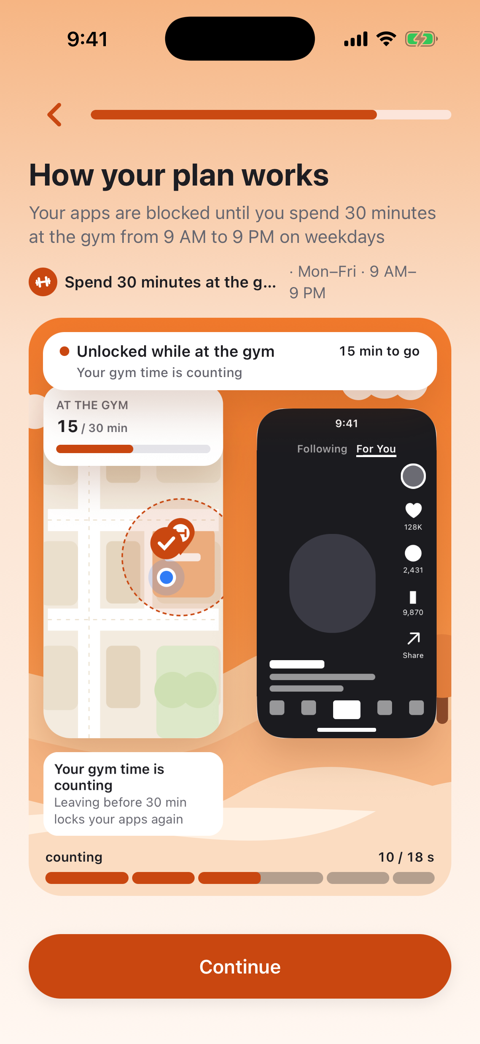 9:41
How your plan works
Your apps are blocked until you spend 30 minutes
at the gym from 9 AM to 9 PM on weekdays
Spend 30 minutes at the g...
· Mon–Fri · 9 AM–
9 PM
Unlocked while at the gym
15 min to go
Your gym time is counting
AT THE GYM
15 / 30 min
9:41
Following
For You
128K
2,431
9,870
Share
Your gym time is
counting
Leaving before 30 min
locks your apps again
counting
10 / 18 s
Continue